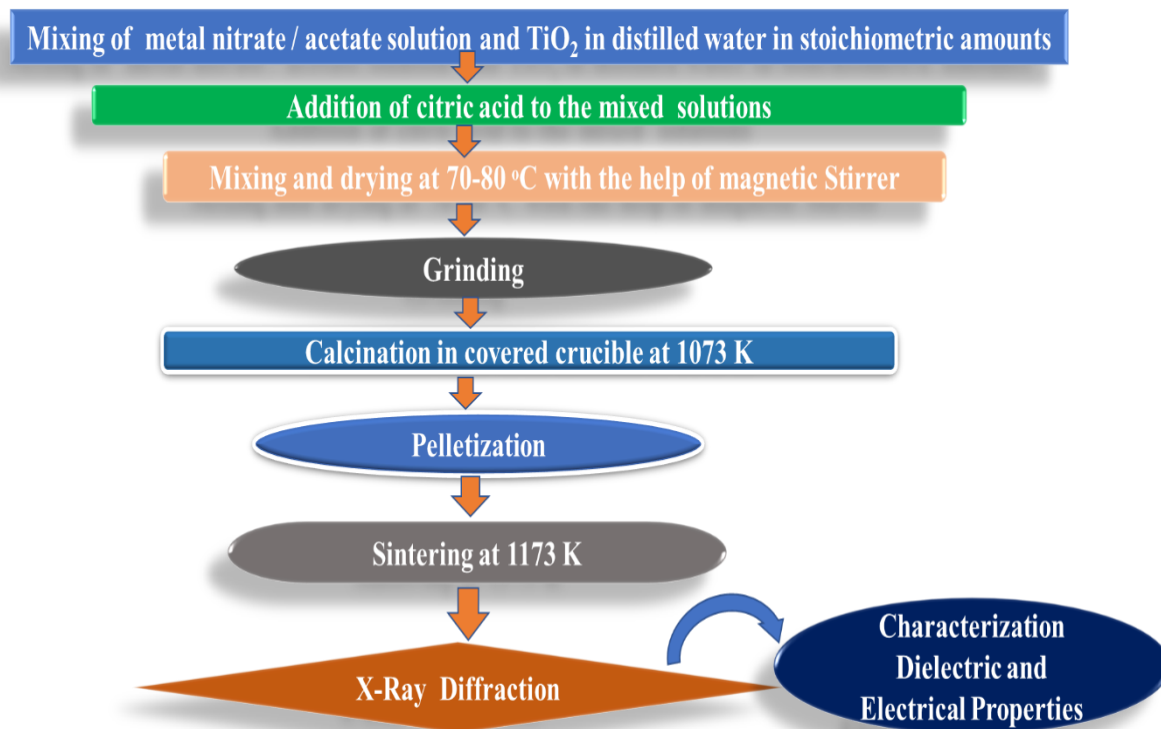 Mixing of metal nitrate / acetate solution and TiO₂ in distilled water in stoichiometric amounts
Addition of citric acid to the mixed solutions
Mixing and drying at 70-80 °C with the help of magnetic Stirrer
Grinding
Calcination in covered crucible at 1073 K
Pelletization
Sintering at 1173 K
X-Ray Diffraction
Characterization
Dielectric and
Electrical Properties